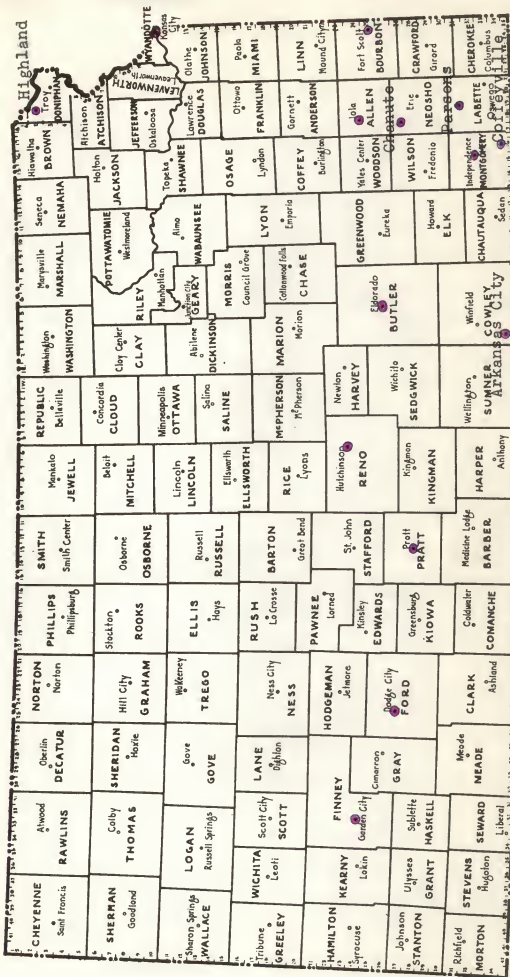 CHEYENNE
Saint Francis
RAWLINS
Atwood
DECATUR
Oberlin
NORTON
Norton
PHILLIPS
Phillipsburg
SMITH
Smith Center
JEWELL
Mankato
REPUBLIC
Belleville
Washington
WASHINGTON
Marysville
MARSHALL
Seneca
NEMAHA
Hiawatha
BROWN
Troy
DONIPHAN
Highland
SHERMAN
Goodland
Colby
THOMAS
SHERIDAN
Hoxie
Hill City
GRAHAM
Stockton
ROOKS
Osborne
OSBORNE
Beloit
MITCHELL
Concordia
CLOUD
Clay Center
CLAY
RILEY
Manhattan
POTTAWATOMIE
Westmoreland
Holton
JACKSON
Atchison
ATCHISON
JEFFERSON
Oskaloosa
LEAVENWORTH
Leavenworth
WYANDOTTE
Kansas City
Sharon Springs
WALLACE
LOGAN
Russell Springs
Gove
GOVE
Wakeeney
TREGO
ELLIS
Hays
Russell
RUSSELL
Lincoln
LINCOLN
Minneapolis
OTTAWA
Salina
SALINE
Ellsworth
ELLSWORTH
Abilene
DICKINSON
Junction City
GEARY
Alma
WABAUNSEE
Topeka
SHAWNEE
Lawrence
DOUGLAS
Olathe
JOHNSON
Tribune
GREELEY
WICHITA
Leoti
Scott City
SCOTT
LANE
Dighton
Ness City
NESS
RUSH
La Crosse
BARTON
Great Bend
RICE
Lyons
McPHERSON
McPherson
MARION
Marion
MORRIS
Council Grove
Cottonwood Falls
CHASE
LYON
Emporia
OSAGE
Lyndon
COFFEY
Burlington
Ottawa
FRANKLIN
Garnett
ANDERSON
Paola
MIAMI
LINN
Mound City
HAMILTON
Syracuse
KEARNY
Lakin
FINNEY
Garden City
HODGEMAN
Jetmore
PAWNEE
Larned
St. John
STAFFORD
Hutchinson
RENO
Newton
HARVEY
Eldorado
BUTLER
GREENWOOD
Eureka
Yates Center
WOODSON
Iola
ALLEN
Fort Scott
BOURBON
Johnson
STANTON
Ulysses
GRANT
Sublette
HASKELL
Cimarron
GRAY
Dodge City
FORD
Kinsley
EDWARDS
Greensburg
KIOWA
Pratt
PRATT
Kingman
KINGMAN
Wichita
SEDGWICK
Howard
ELK
WILSON
Fredonia
Chanute
Erie
NEOSHO
CRAWFORD
Girard
Richfield
MORTON
STEVENS
Hugoton
SEWARD
Liberal
Meade
NEADE
CLARK
Ashland
Coldwater
COMANCHE
Medicine Lodge
BARBER
HARPER
Anthony
Wellington
SUMNER
Winfield
COWLEY
Arkansas City
CHAUTAUQUA
Sedan
Independence
MONTGOMERY
Coffeyville
Parsons
LABETTE
Oswego
CHEROKEE
Columbus